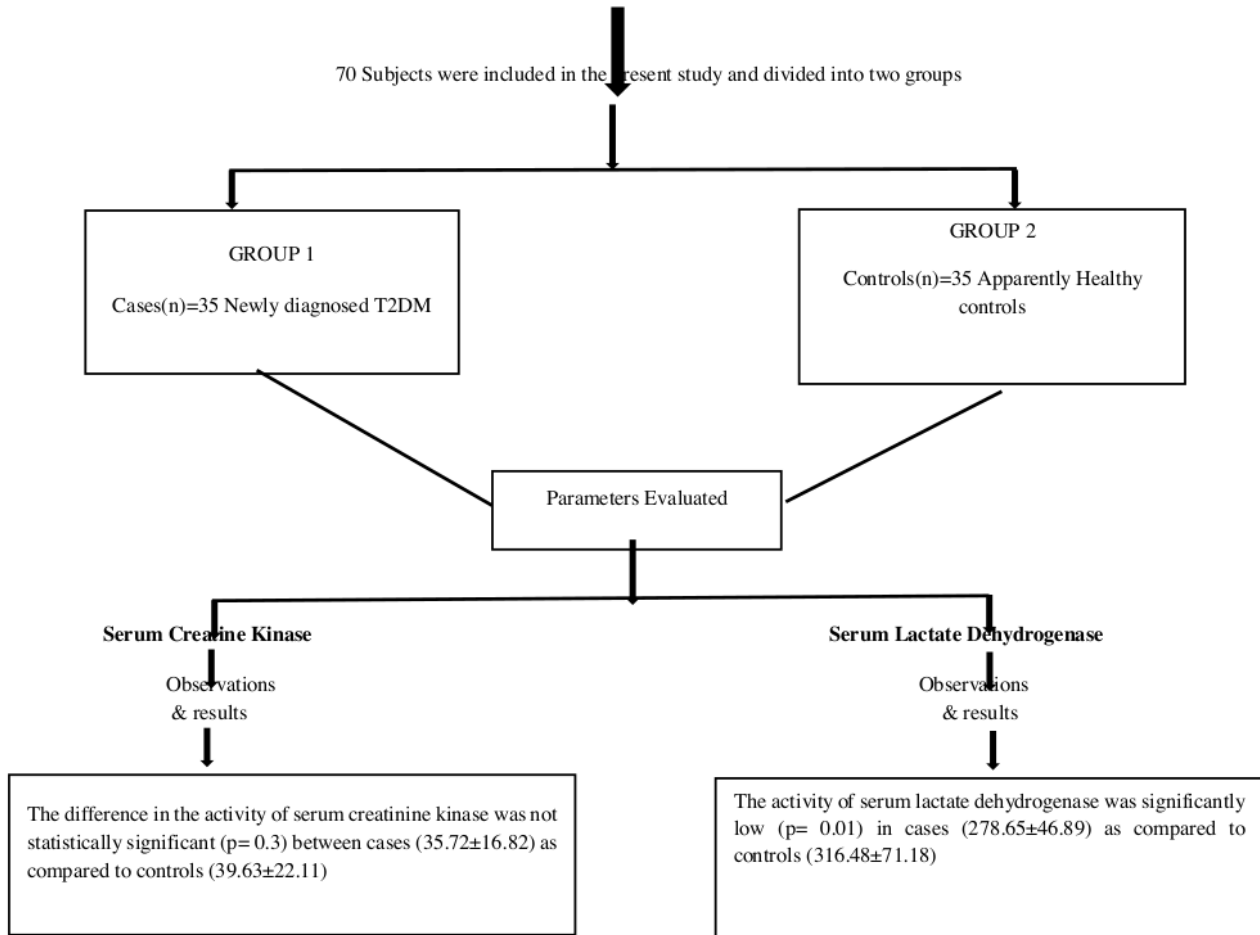 70 Subjects were included in the present study and divided into two groups
GROUP 1
Cases(n)=35 Newly diagnosed T2DM
GROUP 2
Controls(n)=35 Apparently Healthy
controls
Parameters Evaluated
Serum Creatine Kinase
Observations
& results
The difference in the activity of serum creatinine kinase was not
statistically significant (p= 0.3) between cases (35.72±16.82) as
compared to controls (39.63±22.11)
Serum Lactate Dehydrogenase
Observations
& results
The activity of serum lactate dehydrogenase was significantly
low (p= 0.01) in cases (278.65±46.89) as compared to
controls (316.48±71.18)